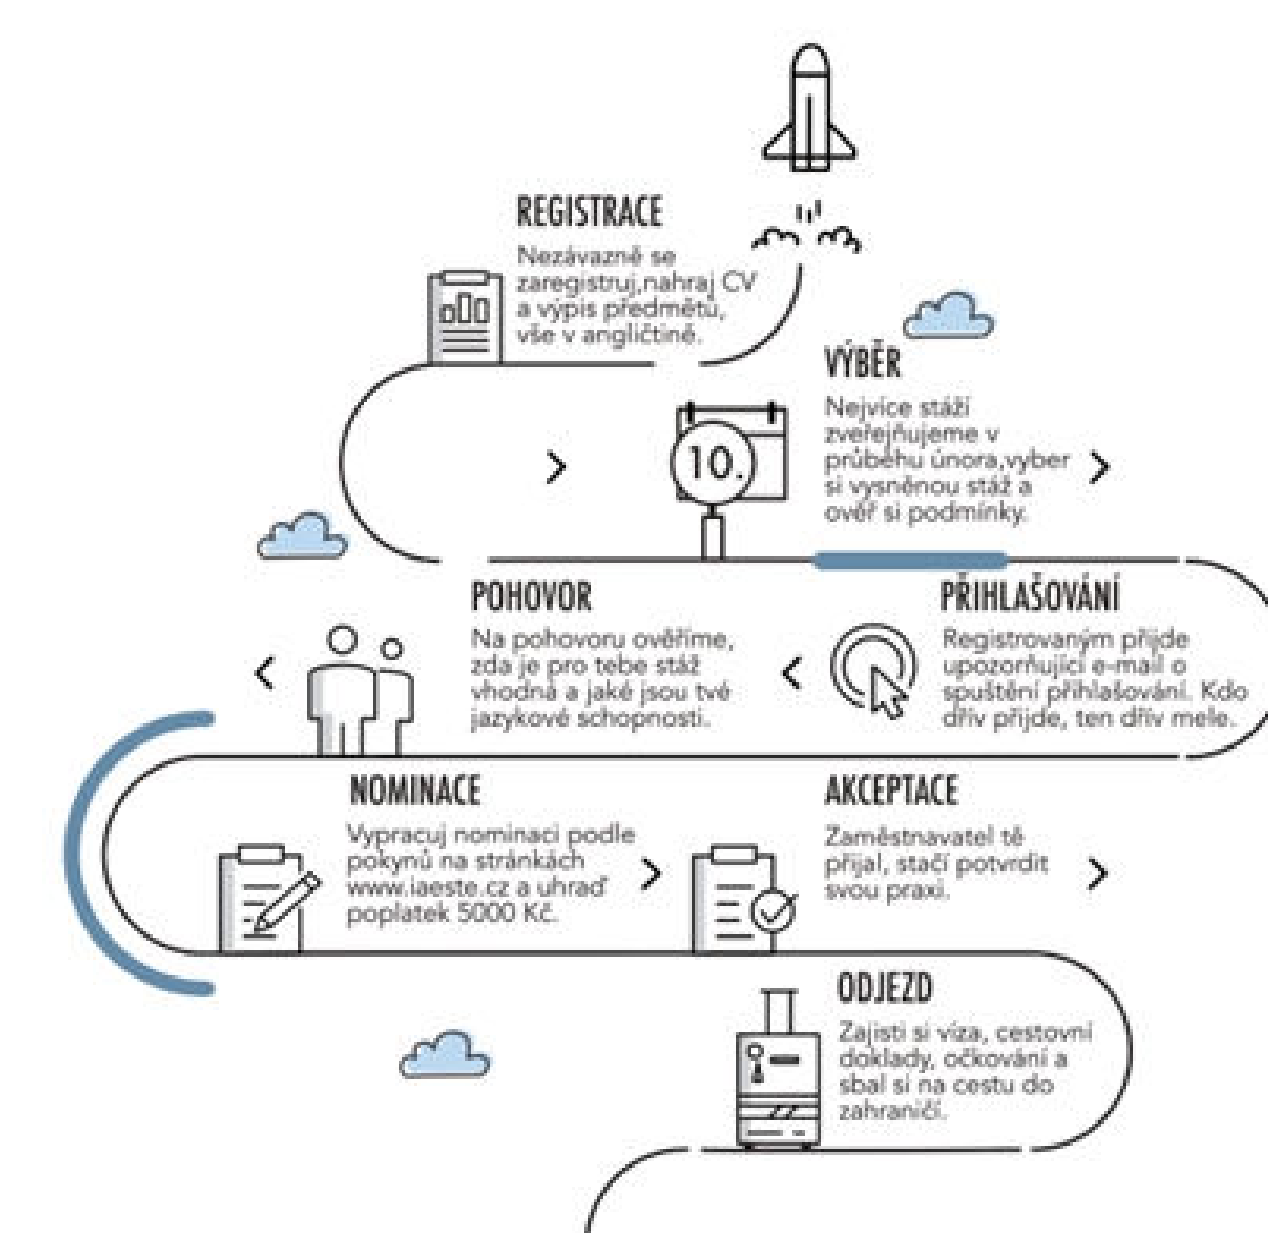 REGISTRACE
Nezávazně se
zaregistruj,nahraj CV
a výpis předmětů,
vše v angličtině.
VÝBĚR
Nejvíce stáží
zveřejňujeme v
průběhu února,vyber
si vysněnou stáž a
ověř si podmínky.
10.
PŘIHLAŠOVÁNÍ
Registrovaným přijde
upozorňující e-mail o
spuštění přihlašování. Kdo
dřív přijde, ten dřív mele.
POHOVOR
Na pohovoru ověříme,
zda je pro tebe stáž
vhodná a jaké jsou tvé
jazykové schopnosti.
NOMINACE
Vypracuj nominaci podle
pokynů na stránkách
www.iaeste.cz a uhraď
poplatek 5000 Kč.
AKCEPTACE
Zaměstnavatel tě
přijal, stačí potvrdit
svou praxi.
ODJEZD
Zajisti si víza, cestovní
doklady, očkování a
sbal si na cestu do
zahraničí.